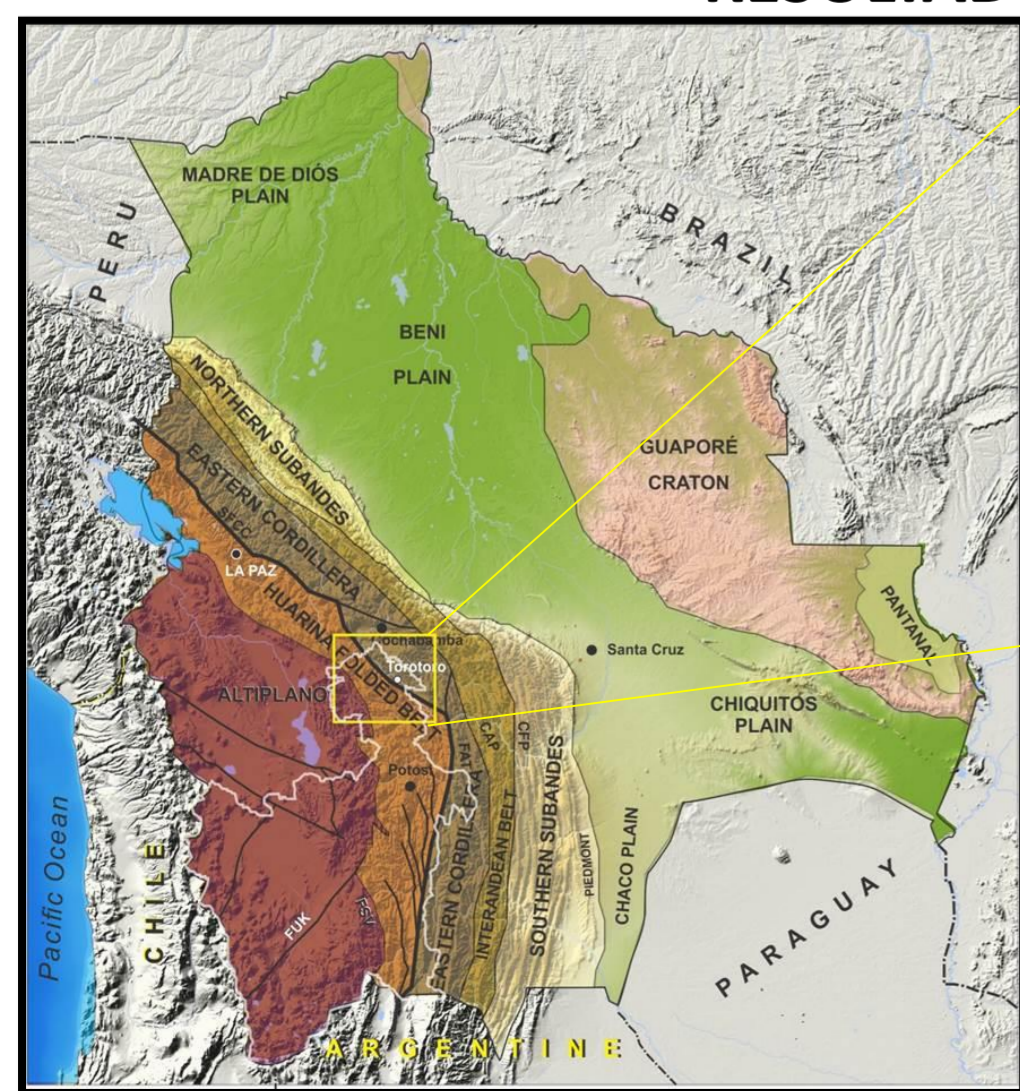 MADRE DE DIÓS
PLAIN
PERU
BRAZIL
BENI
PLAIN
NORTHERN SUBANDES
GUAPORÉ
CRATON
EASTERN CORDILLERA
SFCC
LA PAZ
HUARINA FOLDED BELT
PANTANAL
Cochabamba
Torotoro
Santa Cruz
ALTIPLANO
CHIQUITOS
PLAIN
CAP
CFP
Potosí
EASTERN CORDILLERA
INTERANDEAN BELT
SOUTHERN SUBANDES
PIEDMONT
CHACO PLAIN
Pacific Ocean
CHILE
FUK
FSV
PARAGUAY
ARGENTINE